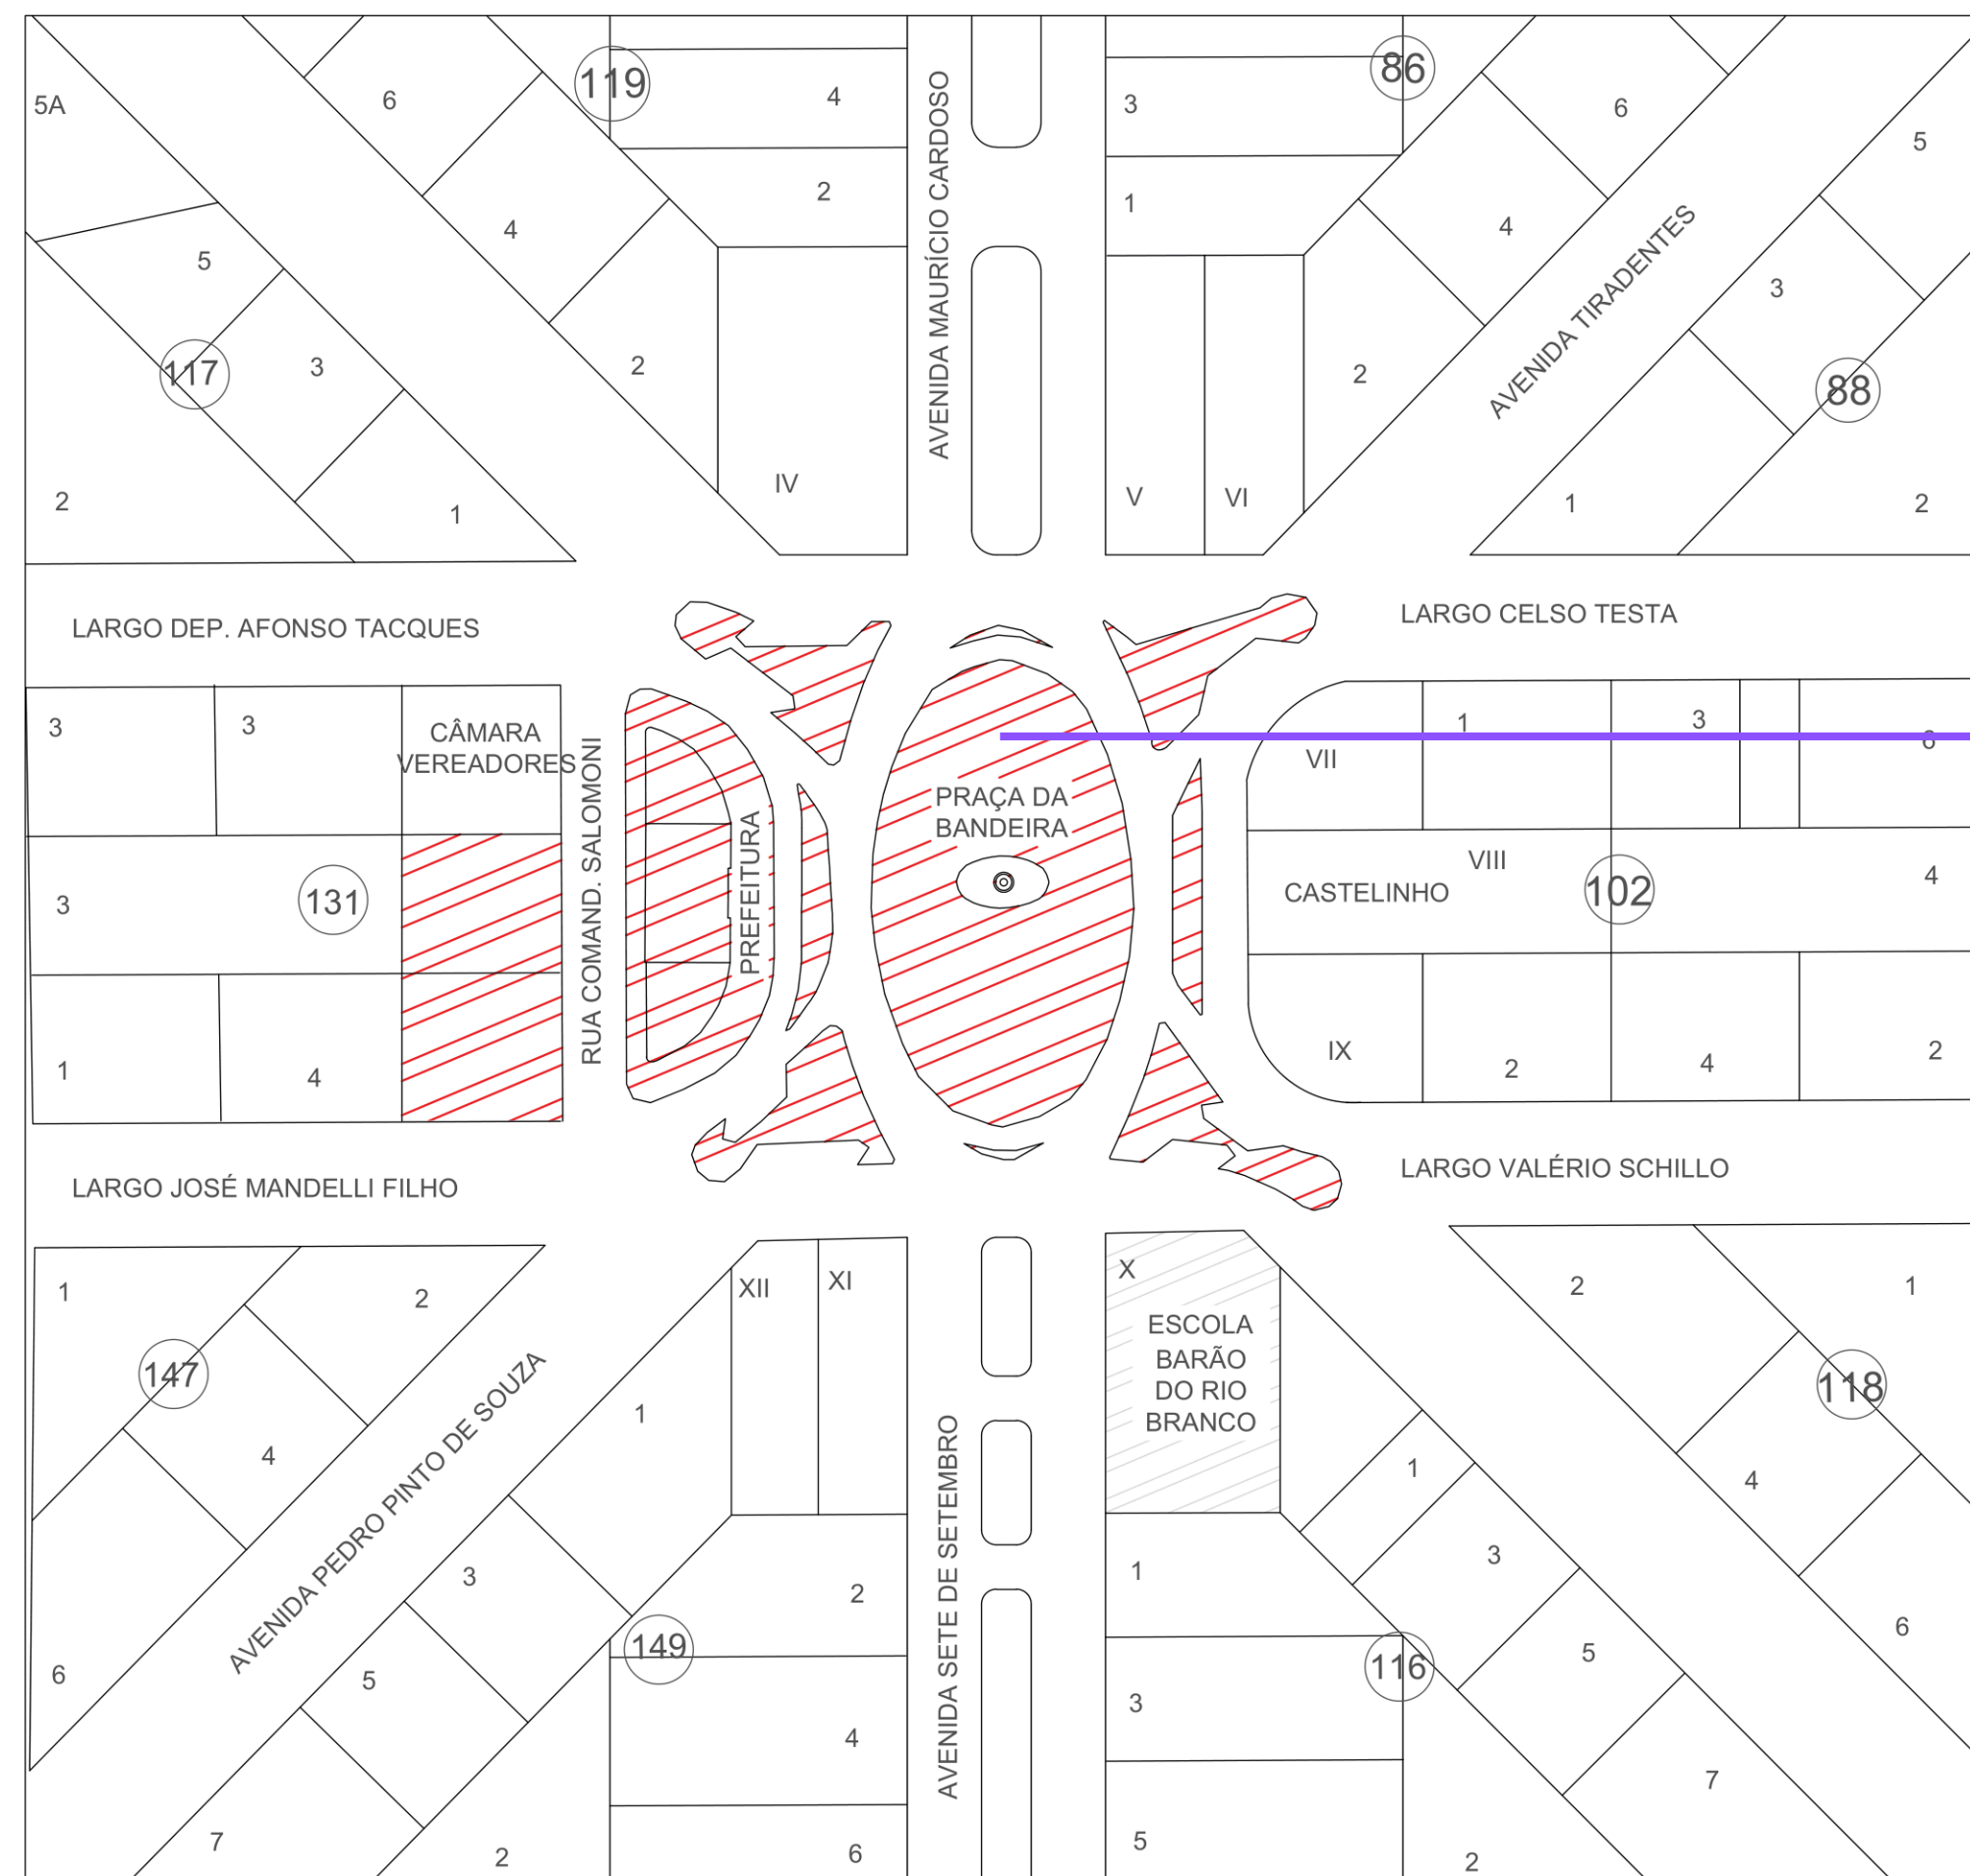 5A
6
119
4
AVENIDA MAURÍCIO CARDOSO
3
86
6
5
2
1
4
4
5
AVENIDA TIRADENTES
3
117
3
2
2
88
2
1
IV
V
VI
1
2
LARGO DEP. AFONSO TACQUES
LARGO CELSO TESTA
3
3
CÂMARA
VEREADORES
RUA COMAND. SALOMONI
PREFEITURA
PRAÇA DA
BANDEIRA
VII
1
3
6
VIII
CASTELINHO
102
4
3
131
1
4
IX
2
4
2
LARGO JOSÉ MANDELLI FILHO
LARGO VALÉRIO SCHILLO
1
2
XII
XI
X
2
1
147
ESCOLA
BARÃO
DO RIO
BRANCO
118
4
AVENIDA PEDRO PINTO DE SOUZA
1
AVENIDA SETE DE SETEMBRO
1
4
3
2
1
3
6
149
116
5
6
5
4
3
7
7
2
6
5
2